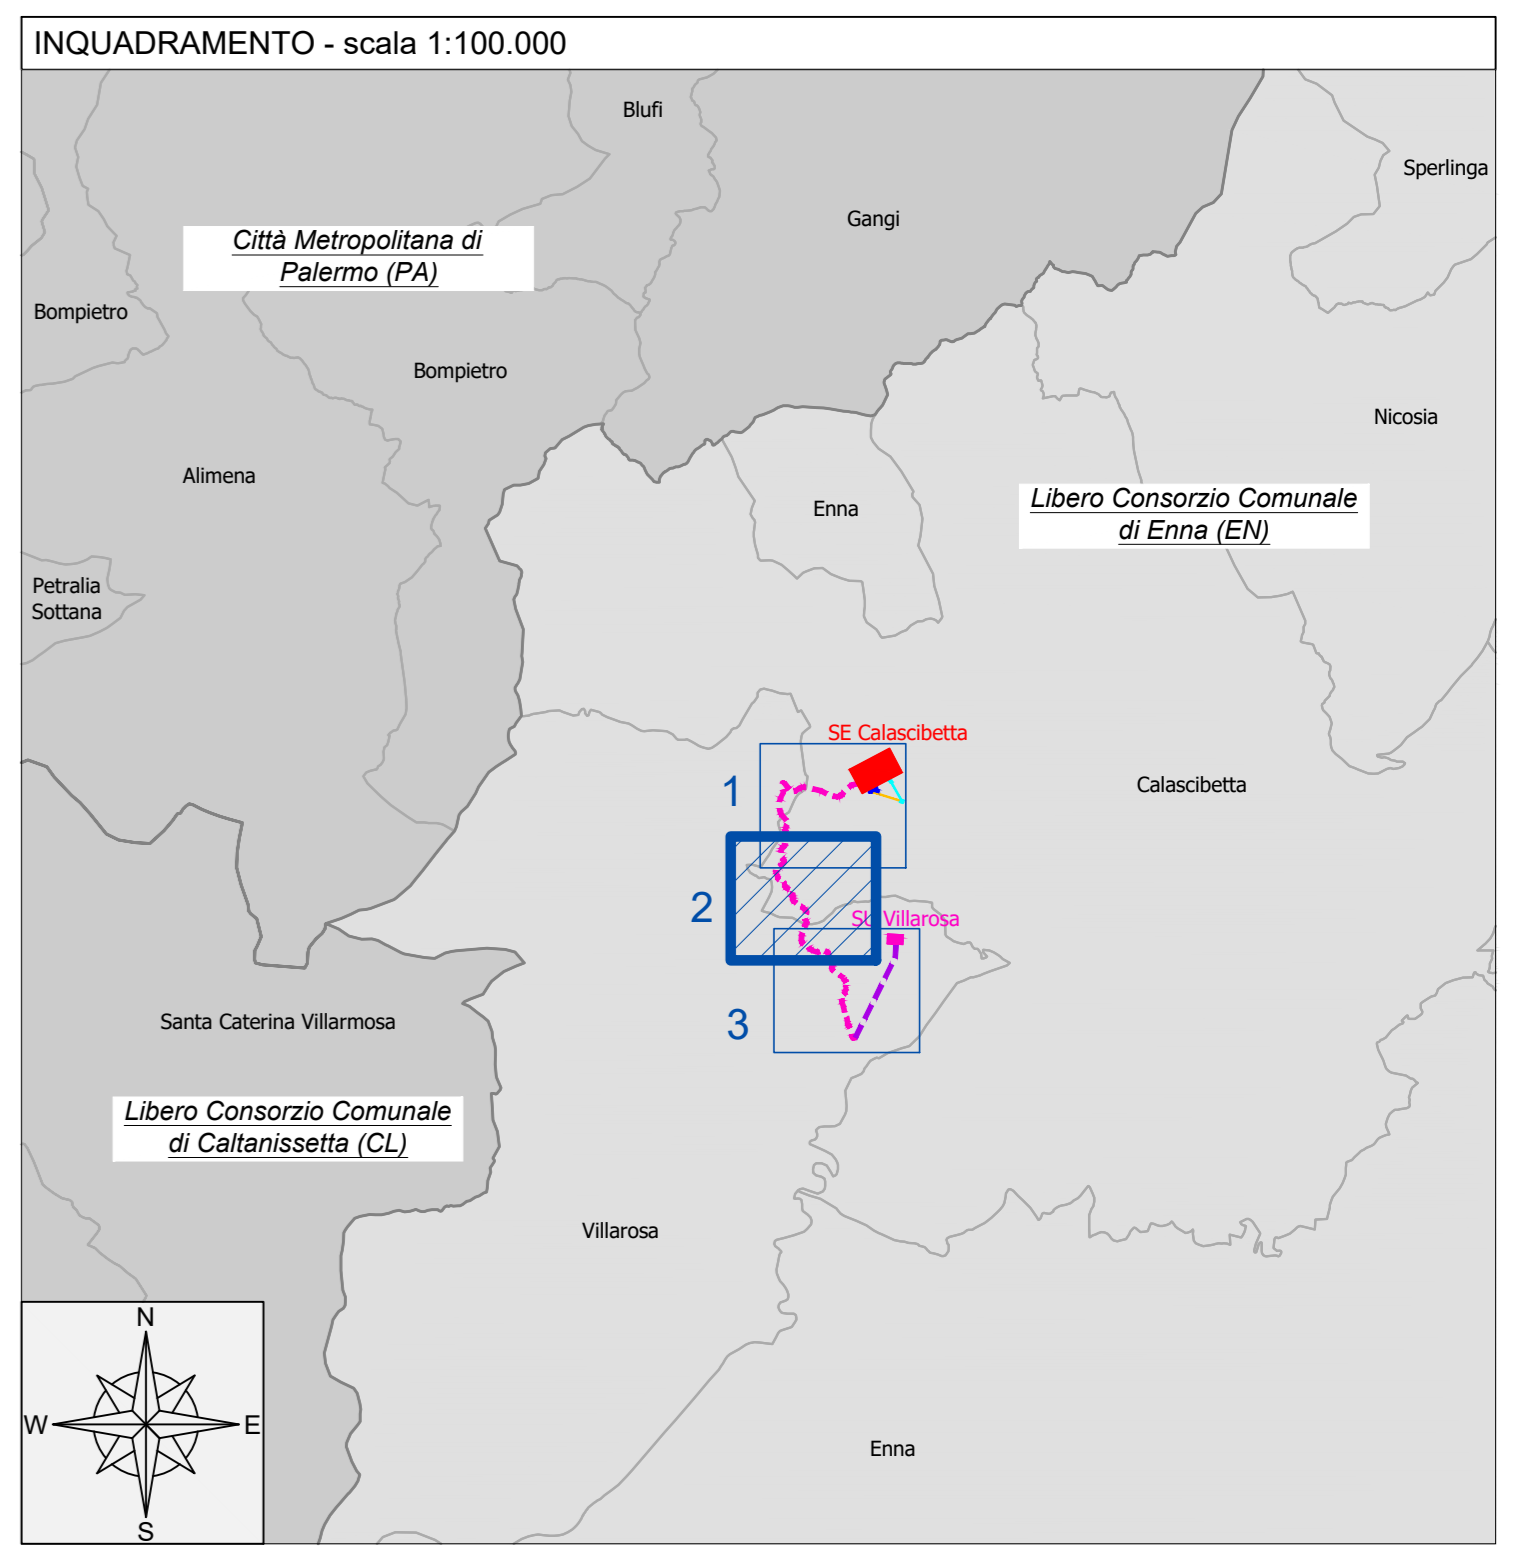 INQUADRAMENTO - scala 1:100.000
Blufi
Sperlinga
Gangi
Città Metropolitana di
Palermo (PA)
Bompietro
Bompietro
Nicosia
Alimena
Enna
Libero Consorzio Comunale
di Enna (EN)
Petralia
Sottana
SE Calascibetta
1
Calascibetta
2
SU Villarosa
3
Santa Caterina Villarmosa
Libero Consorzio Comunale
di Caltanissetta (CL)
Villarosa
N
W
E
S
Enna